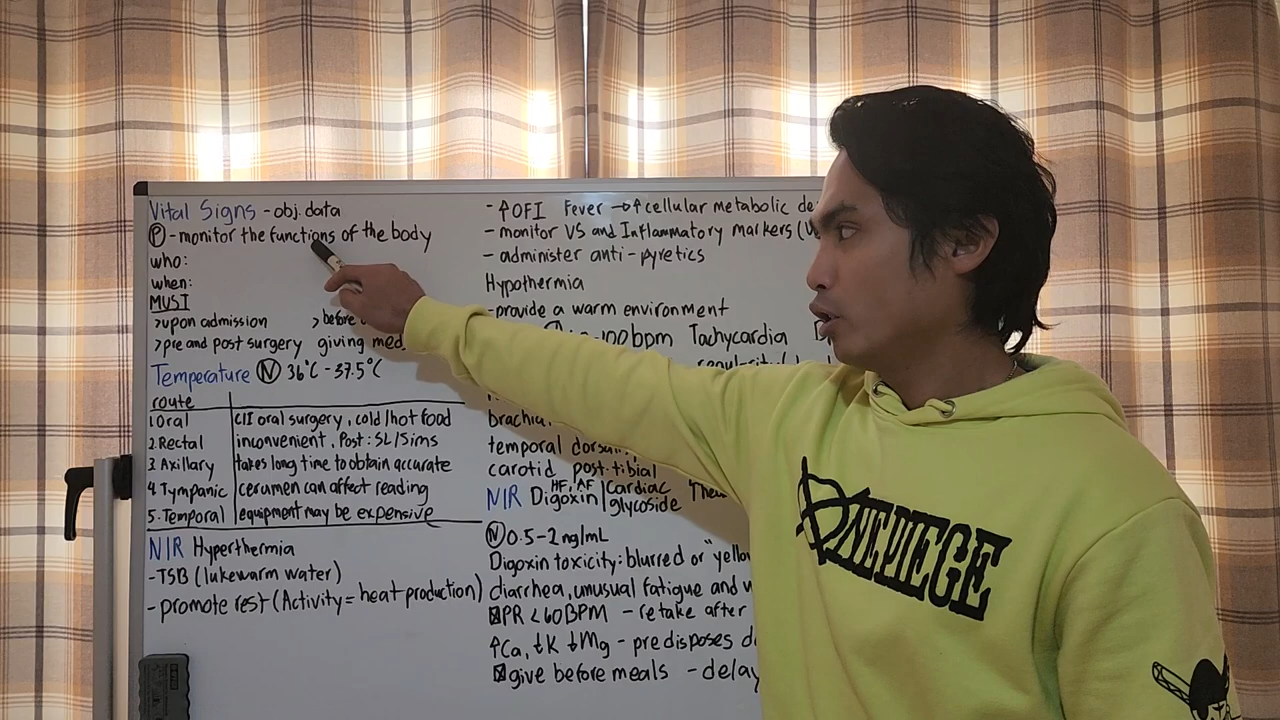 Vital Signs - obj. data
Ⓟ - monitor the functions of the body
who:
when:
MUSI
>upon admission >before
>pre and post surgery giving med
Temperature Ⓝ 36°C - 37.5°C
route
1.Oral CII oral surgery, cold/hot food
2.Rectal inconvenient, Post: SL/Sims
3.Axillary takes long time to obtain accurate
4.Tympanic cerumen can affect reading
5.Temporal equipment may be expensive
NIR Hyperthermia
-TSB (lukewarm water)
- promote rest (Activity = heat production)
- ↑OFI Fever → ↑cellular metabolic de
- monitor VS and Inflammatory markers (
- administer anti-pyretics
Hypothermia
-provide a warm environment
100bpm Tachycardia
brachia
temporal dorsal
carotid post-tibial
HF, AF
NIR Digoxin | Cardiac glycoside
Ⓝ 0.5-2ng/mL
Digoxin toxicity: blurred or "yello
diarrhea, unusual fatigue and
☒PR <60BPM - retake after
↑Ca, ↓K ↓Mg - predisposes d
☒give before meals - delay
ONE PIECE